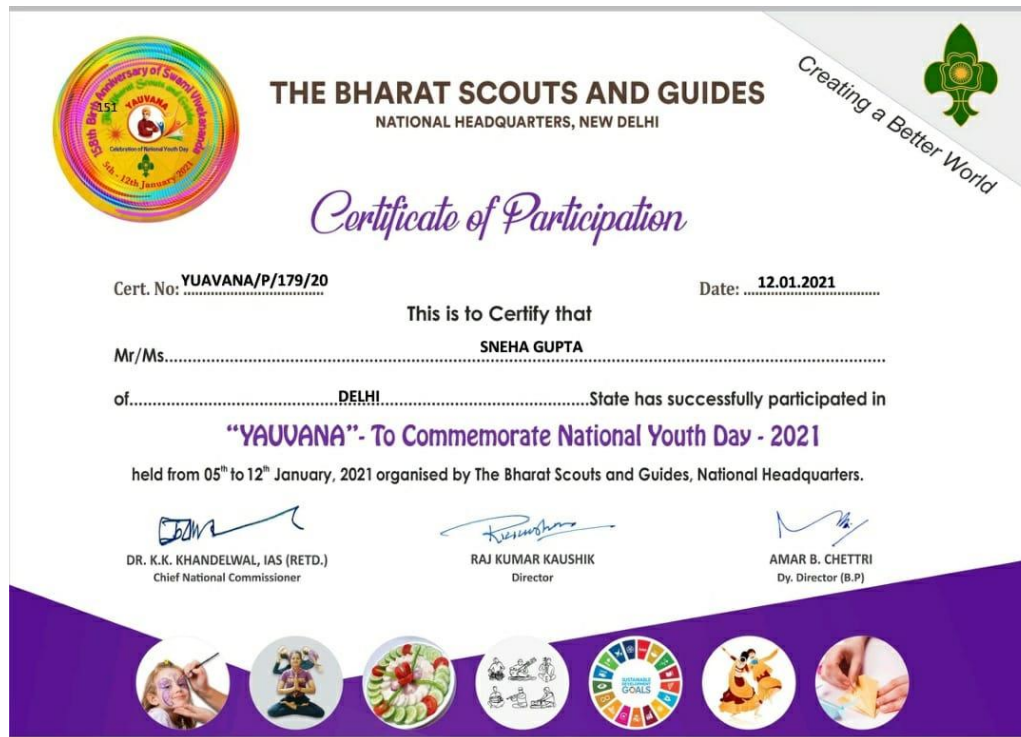 158th Birth Anniversary of Swami Vivekananda
151
YAUVANA
Celebration of National Youth Day
5th - 12th January 2021
THE BHARAT SCOUTS AND GUIDES
NATIONAL HEADQUARTERS, NEW DELHI
Creating a Better World
Certificate of Participation
Cert. No: YUAVANA/P/179/20 Date: 12.01.2021
This is to Certify that
Mr/Ms. SNEHA GUPTA
of DELHI State has successfully participated in
“YAUVANA”- To Commemorate National Youth Day - 2021
held from 05th to 12th January, 2021 organised by The Bharat Scouts and Guides, National Headquarters.
DR. K.K. KHANDELWAL, IAS (RETD.) RAJ KUMAR KAUSHIK AMAR B. CHETTRI
Chief National Commissioner Director Dy. Director (B.P)
SUSTAINABLE
DEVELOPMENT
GOALS